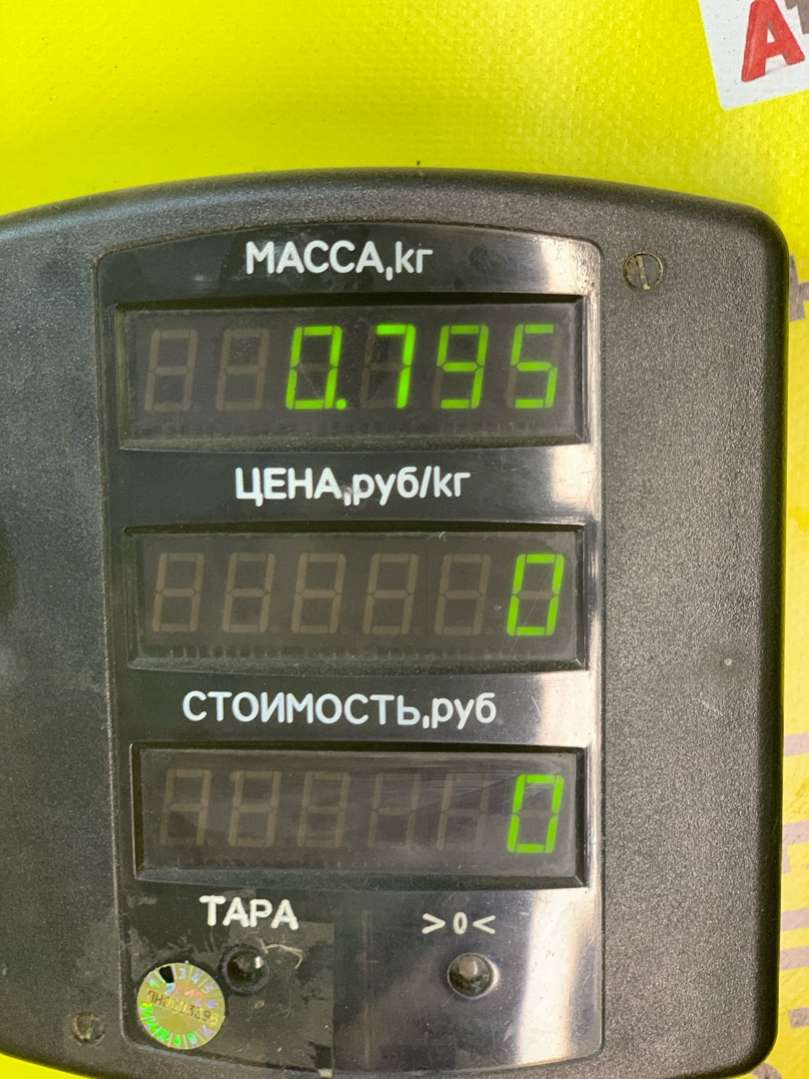 А
МАССА,кг
0.795
ЦЕНА,руб/кг
0
СТОИМОСТЬ,руб
0
ТАРА >0<